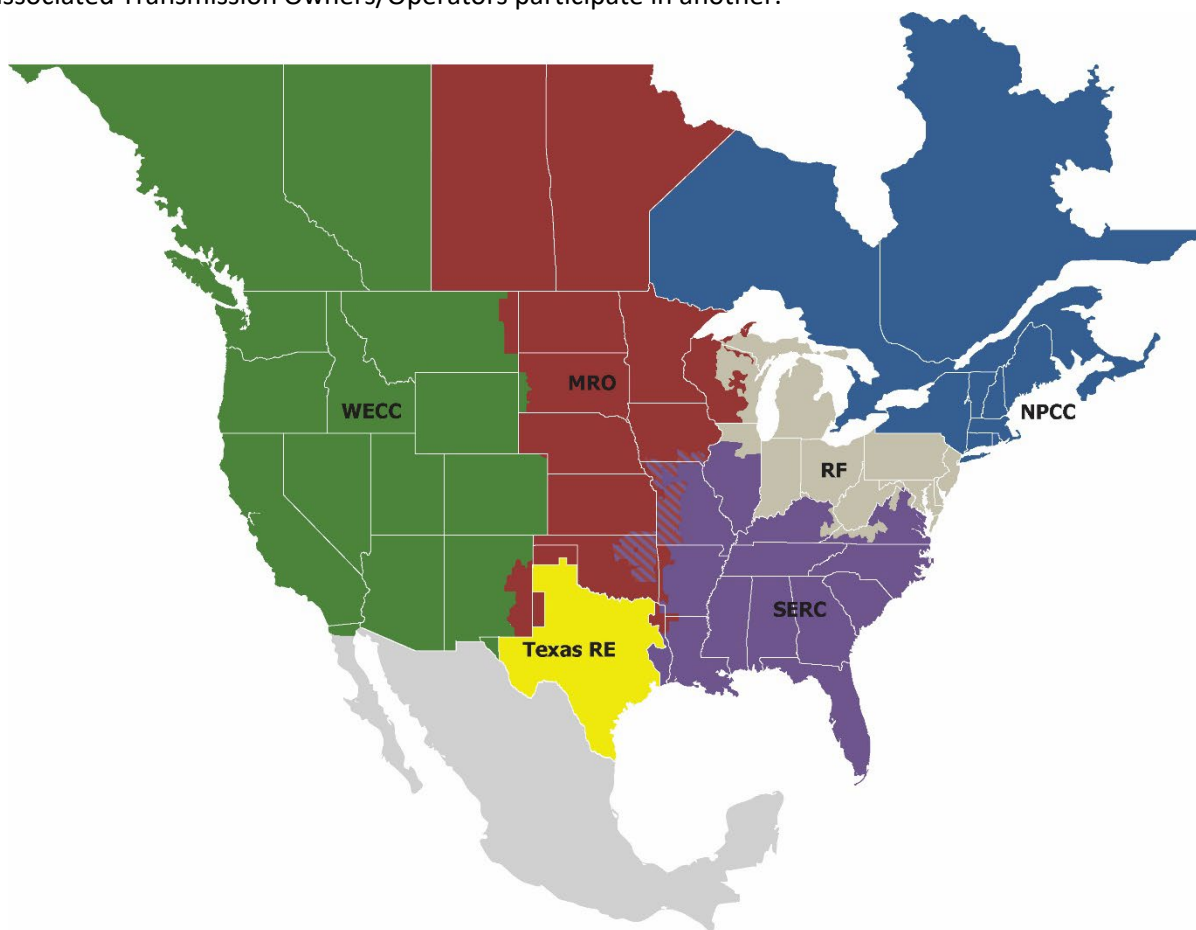 associated Transmission Owners/Operators participate in another.
MRO
WECC
NPCC
RF
SERC
Texas RE